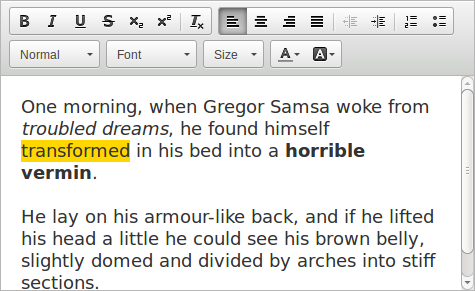 B I U S x₂ x² Tx
Normal Font Size A A
One morning, when Gregor Samsa woke from
troubled dreams, he found himself
transformed in his bed into a horrible
vermin.
He lay on his armour-like back, and if he lifted
his head a little he could see his brown belly,
slightly domed and divided by arches into stiff
sections.